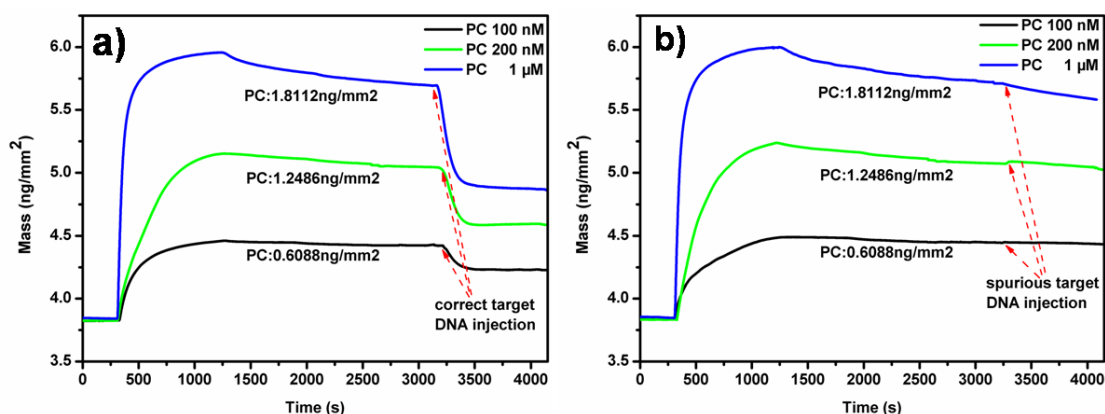 a)
PC 100 nM
PC 200 nM
PC 1 μM
6.0
5.5
5.0
4.5
4.0
3.5
Mass (ng/mm²)
PC:1.8112ng/mm2
PC:1.2486ng/mm2
PC:0.6088ng/mm2
correct target
DNA injection
0 500 1000 1500 2000 2500 3000 3500 4000
Time (s)
b)
PC 100 nM
PC 200 nM
PC 1 μM
6.0
5.5
5.0
4.5
4.0
3.5
Mass (ng/mm²)
PC:1.8112ng/mm2
PC:1.2486ng/mm2
PC:0.6088ng/mm2
spurious target
DNA injection
0 500 1000 1500 2000 2500 3000 3500 4000
Time (s)